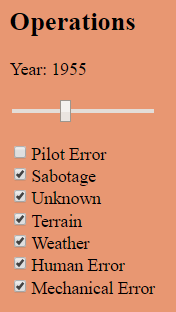 Operations
Year: 1955
Pilot Error
Sabotage
Unknown
Terrain
Weather
Human Error
Mechanical Error